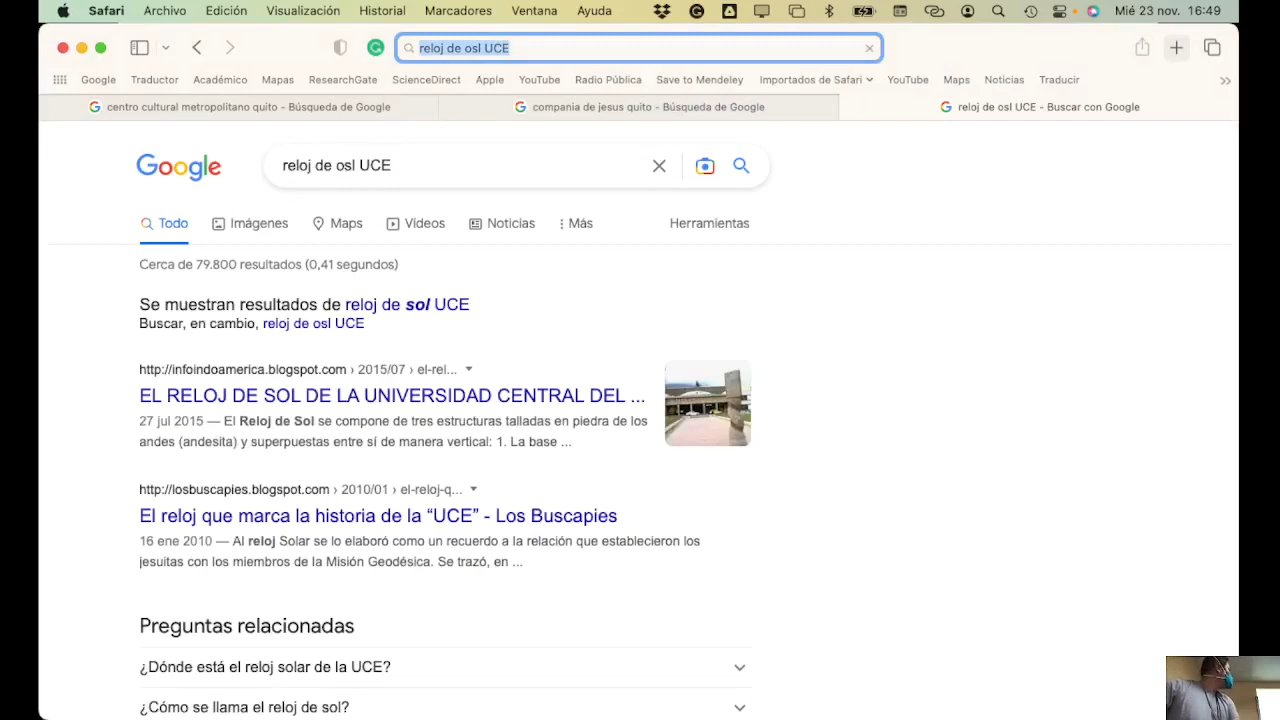 Safari Archivo Edición Visualización Historial Marcadores Ventana Ayuda Mié 23 nov. 16:49
reloj de osl UCE
Google Traductor Académico Mapas ResearchGate ScienceDirect Apple YouTube Radio Pública Save to Mendeley Importados de Safari YouTube Maps Noticias Traducir
centro cultural metropolitano quito - Búsqueda de Google compania de jesus quito - Búsqueda de Google reloj de osl UCE - Buscar con Google
Google reloj de osl UCE
Todo Imágenes Maps Vídeos Noticias Más Herramientas
Cerca de 79.800 resultados (0,41 segundos)
Se muestran resultados de reloj de sol UCE
Buscar, en cambio, reloj de osl UCE
http://infoindoamerica.blogspot.com › 2015/07 › el-rel...
EL RELOJ DE SOL DE LA UNIVERSIDAD CENTRAL DEL ...
27 jul 2015 — El Reloj de Sol se compone de tres estructuras talladas en piedra de los
andes (andesita) y superpuestas entre sí de manera vertical: 1. La base ...
http://losbuscapies.blogspot.com › 2010/01 › el-reloj-q...
El reloj que marca la historia de la “UCE” - Los Buscapies
16 ene 2010 — Al reloj Solar se lo elaboró como un recuerdo a la relación que establecieron los
jesuitas con los miembros de la Misión Geodésica. Se trazó, en ...
Preguntas relacionadas
¿Dónde está el reloj solar de la UCE?
¿Cómo se llama el reloj de sol?